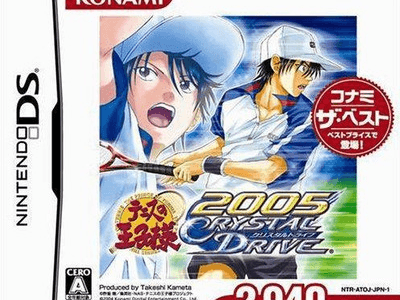 KONAMI
NINTENDO DS
コナミ
ザ・ベスト
ベストプライスで
登場!
テニスの
王子様
2005
CRYSTAL
クリスタルドライブ
DRIVE
CERO
A
Produced by Takeshi Kameta
NTR-ATOJ-JPN-1